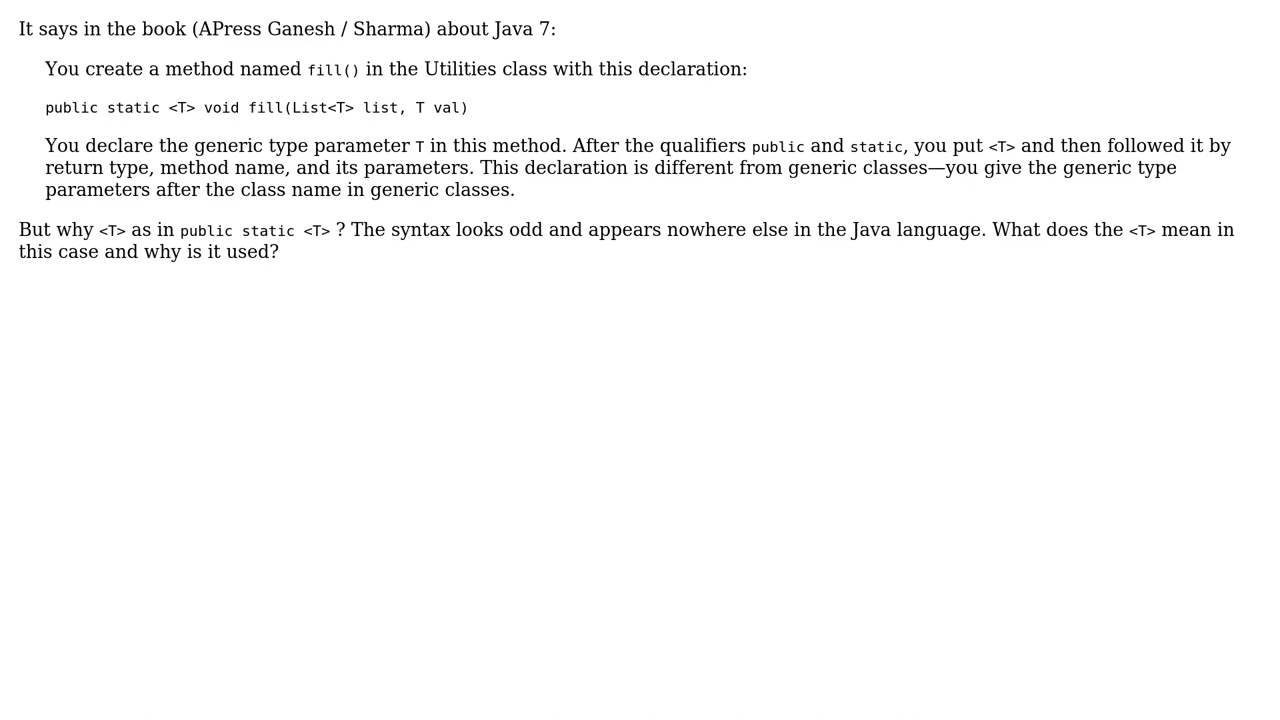 It says in the book (APress Ganesh / Sharma) about Java 7:
You create a method named fill() in the Utilities class with this declaration:
public static <T> void fill(List<T> list, T val)
You declare the generic type parameter T in this method. After the qualifiers public and static, you put <T> and then followed it by
return type, method name, and its parameters. This declaration is different from generic classes—you give the generic type
parameters after the class name in generic classes.
But why <T> as in public static <T> ? The syntax looks odd and appears nowhere else in the Java language. What does the <T> mean in
this case and why is it used?